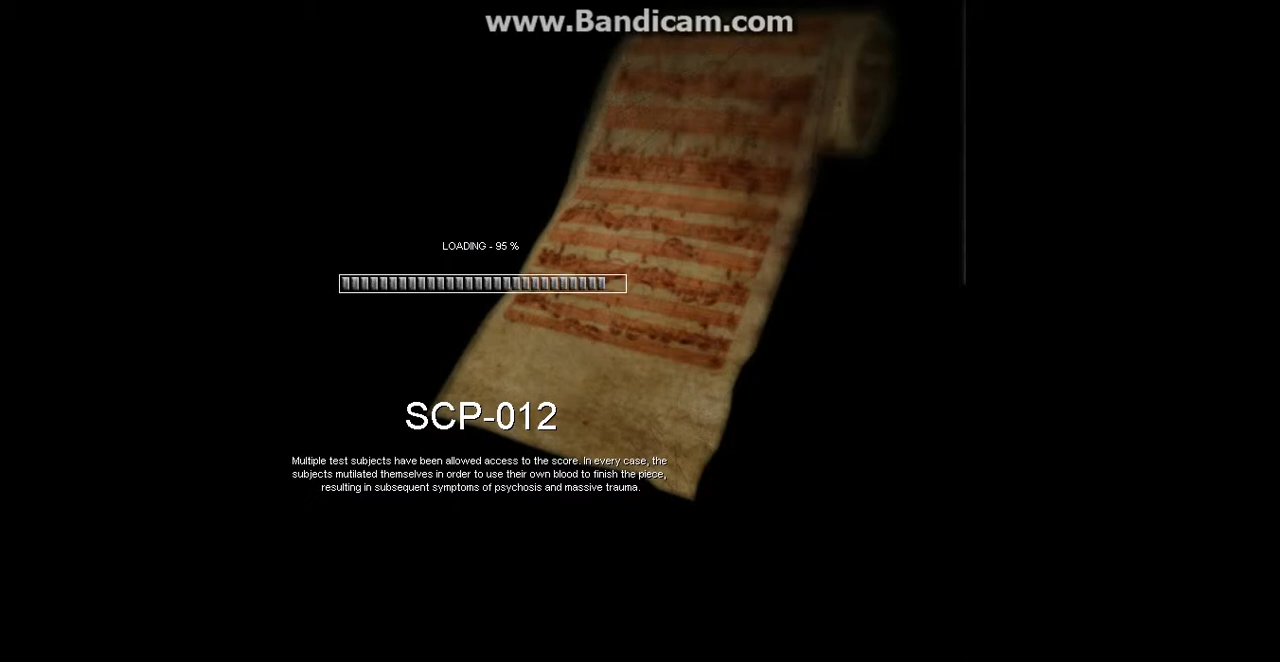 www.Bandicam.com
LOADING - 95 %
SCP-012
Multiple test subjects have been allowed access to the score. In every case, the
subjects mutilated themselves in order to use their own blood to finish the piece,
resulting in subsequent symptoms of psychosis and massive trauma.